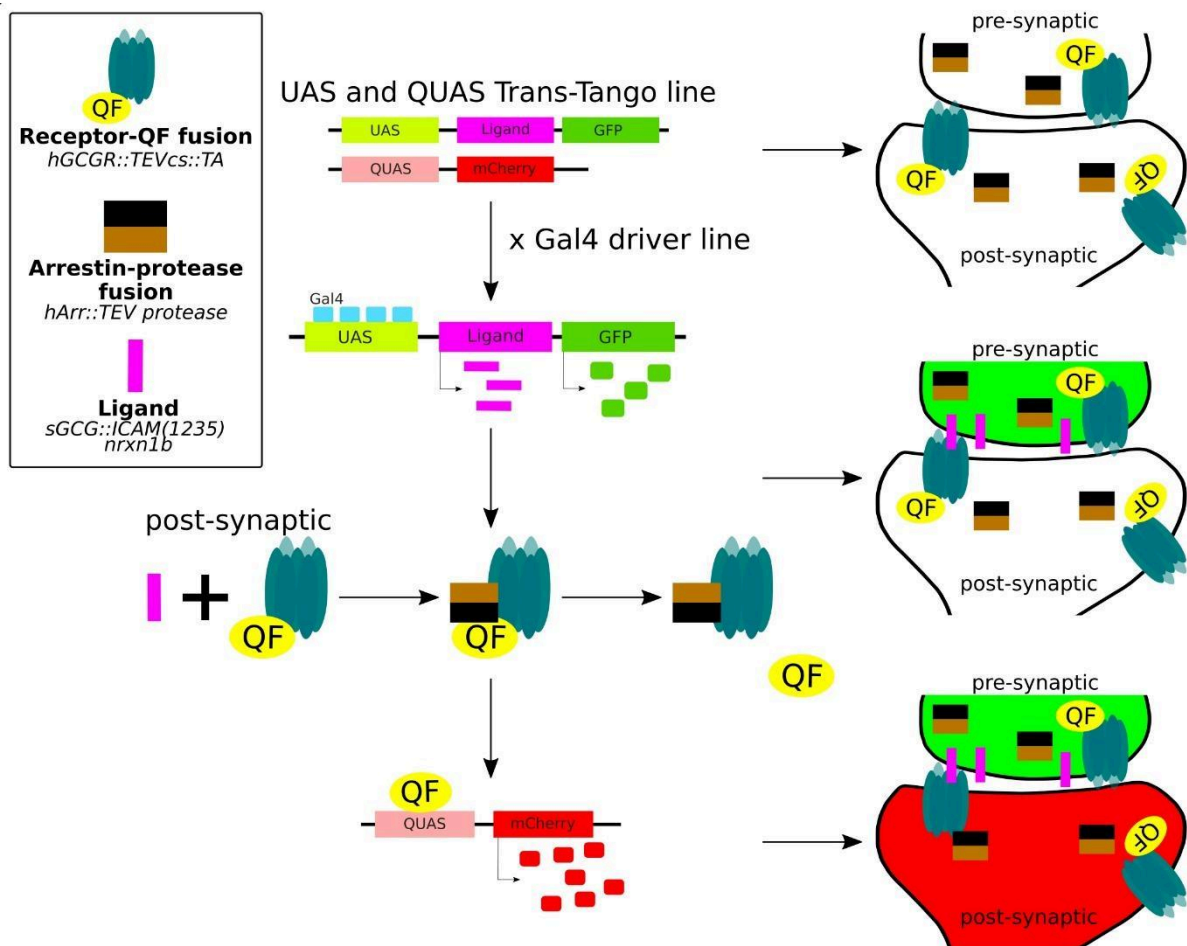 QF
Receptor-QF fusion
hGCGR::TEVcs::TA
Arrestin-protease
fusion
hArr::TEV protease
Ligand
sGCG::ICAM(1235)
nrxn1b
UAS and QUAS Trans-Tango line
UAS Ligand GFP
QUAS mCherry
x Gal4 driver line
Gal4
UAS Ligand GFP
post-synaptic
QF
QF
QF
QF
QUAS mCherry
pre-synaptic
QF
QF
QF
post-synaptic
pre-synaptic
QF
QF
QF
post-synaptic
pre-synaptic
QF
QF
post-synaptic